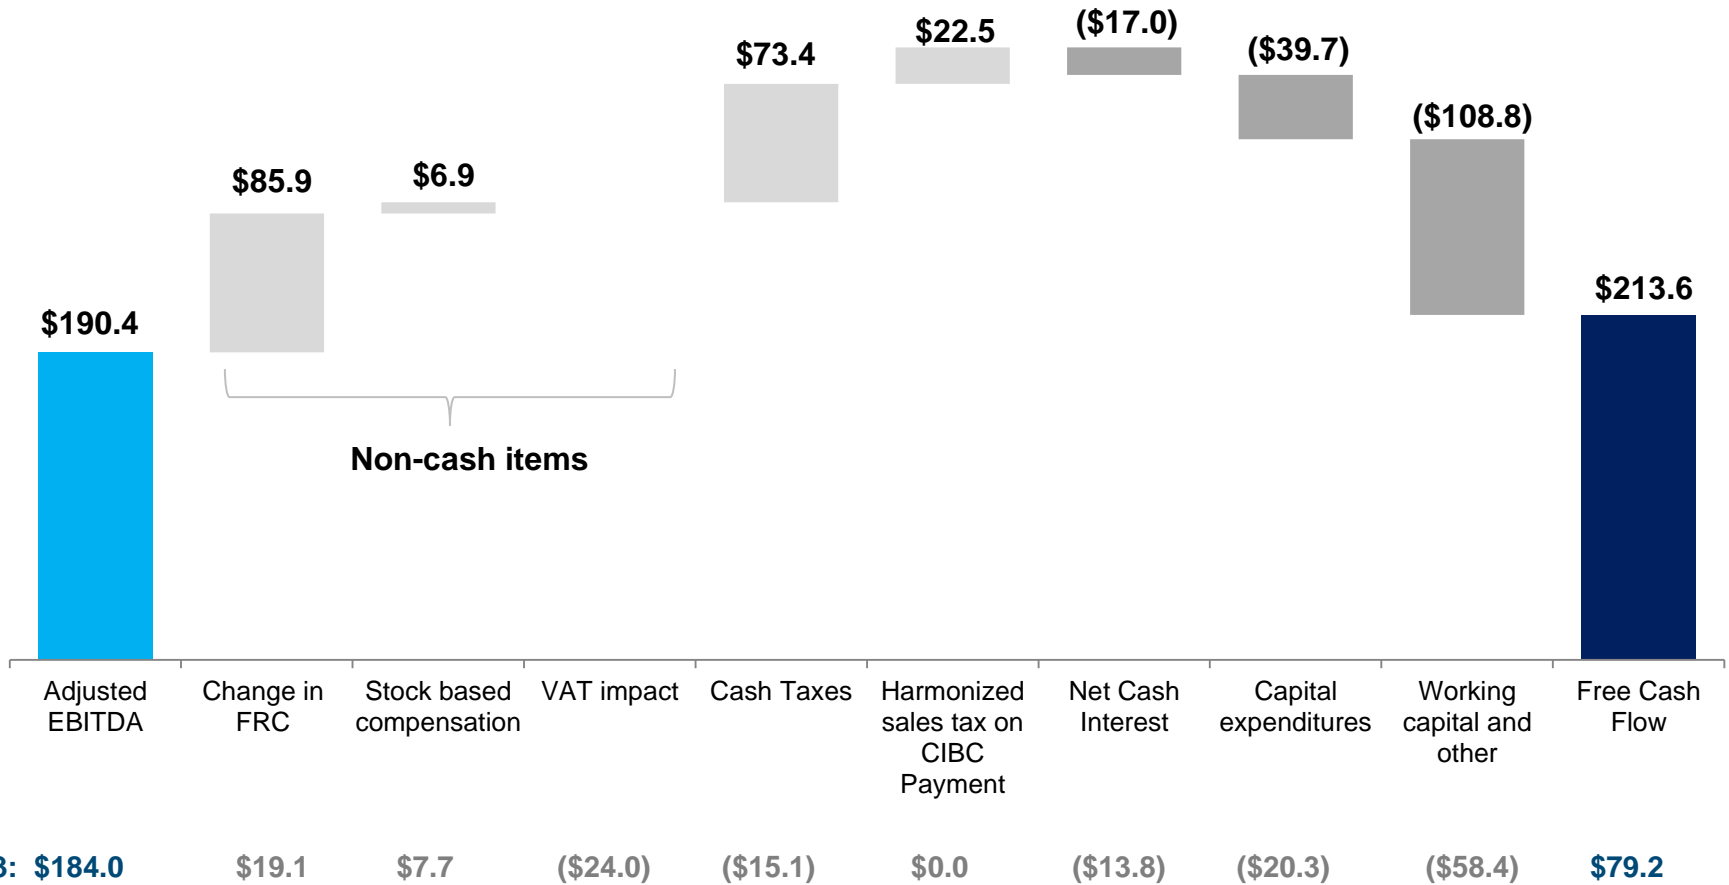 $190.4
$85.9
$6.9
$73.4
$22.5
($17.0)
($39.7)
($108.8)
$213.6
Non-cash items
Adjusted
EBITDA
Change in
FRC
Stock based
compensation
VAT impact
Cash Taxes
Harmonized
sales tax on
CIBC
Payment
Net Cash
Interest
Capital
expenditures
Working
capital and
other
Free Cash
Flow
3: $184.0 $19.1 $7.7 ($24.0) ($15.1) $0.0 ($13.8) ($20.3) ($58.4) $79.2